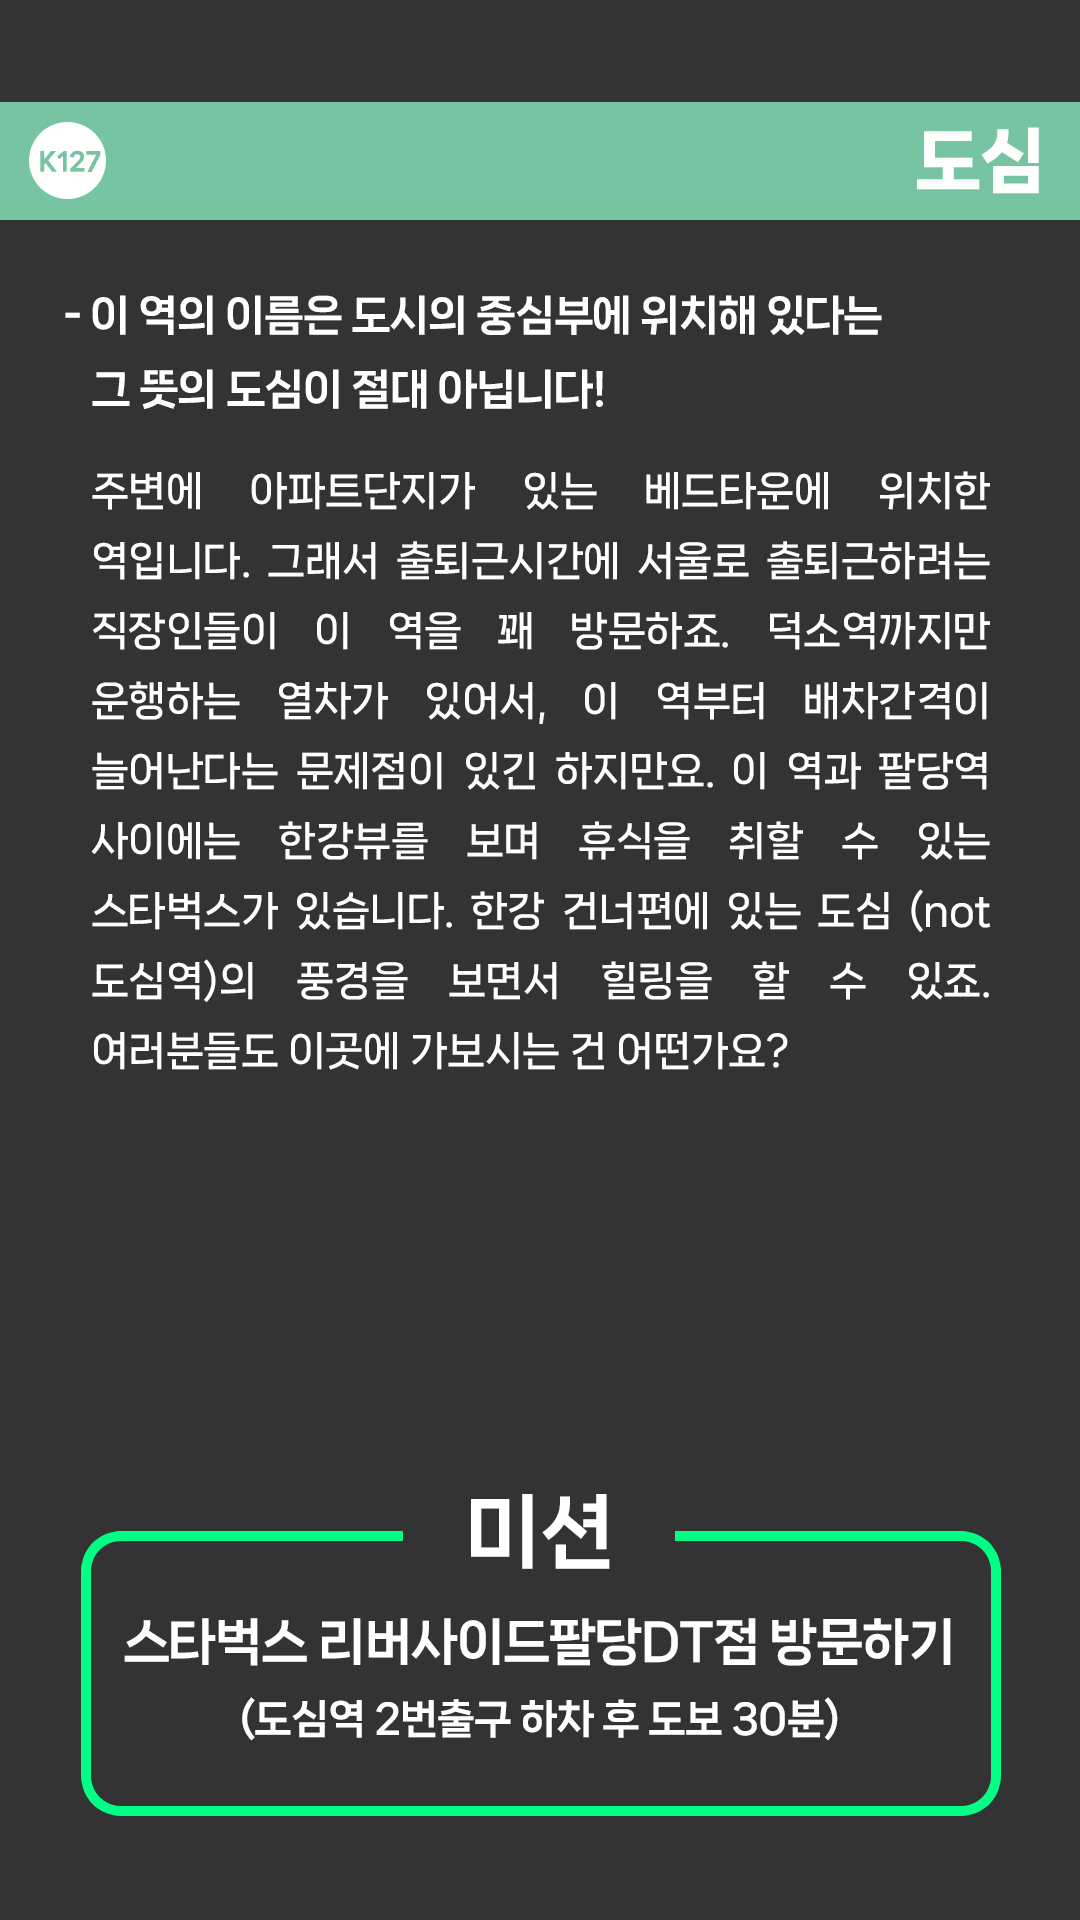 K127
도심
- 이 역의 이름은 도시의 중심부에 위치해 있다는
그 뜻의 도심이 절대 아닙니다!
주변에 아파트단지가 있는 베드타운에 위치한
역입니다. 그래서 출퇴근시간에 서울로 출퇴근하려는
직장인들이 이 역을 꽤 방문하죠. 덕소역까지만
운행하는 열차가 있어서, 이 역부터 배차간격이
늘어난다는 문제점이 있긴 하지만요. 이 역과 팔당역
사이에는 한강뷰를 보며 휴식을 취할 수 있는
스타벅스가 있습니다. 한강 건너편에 있는 도심 (not
도심역)의 풍경을 보면서 힐링을 할 수 있죠.
여러분들도 이곳에 가보시는 건 어떤가요?
미션
스타벅스 리버사이드팔당DT점 방문하기
(도심역 2번출구 하차 후 도보 30분)